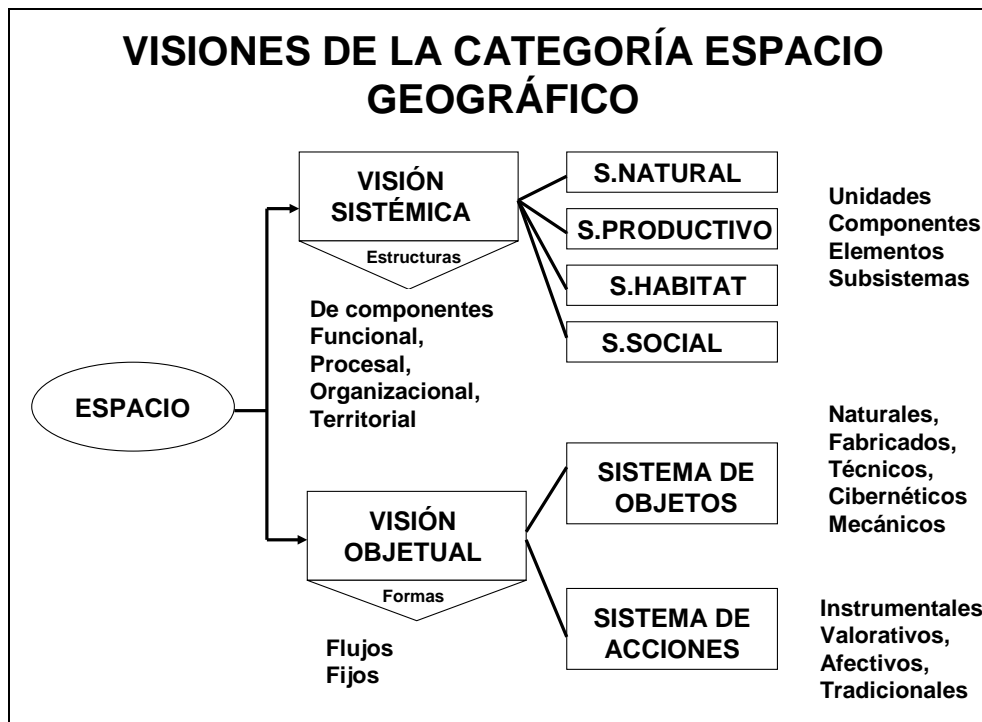 VISIONES DE LA CATEGORÍA ESPACIO
GEOGRÁFICO
ESPACIO
VISIÓN
SISTÉMICA
Estructuras
De componentes
Funcional,
Procesal,
Organizacional,
Territorial
S.NATURAL
S.PRODUCTIVO
S.HABITAT
S.SOCIAL
Unidades
Componentes
Elementos
Subsistemas
VISIÓN
OBJETUAL
Formas
Flujos
Fijos
SISTEMA DE
OBJETOS
Naturales,
Fabricados,
Técnicos,
Cibernéticos
Mecánicos
SISTEMA DE
ACCIONES
Instrumentales
Valorativos,
Afectivos,
Tradicionales